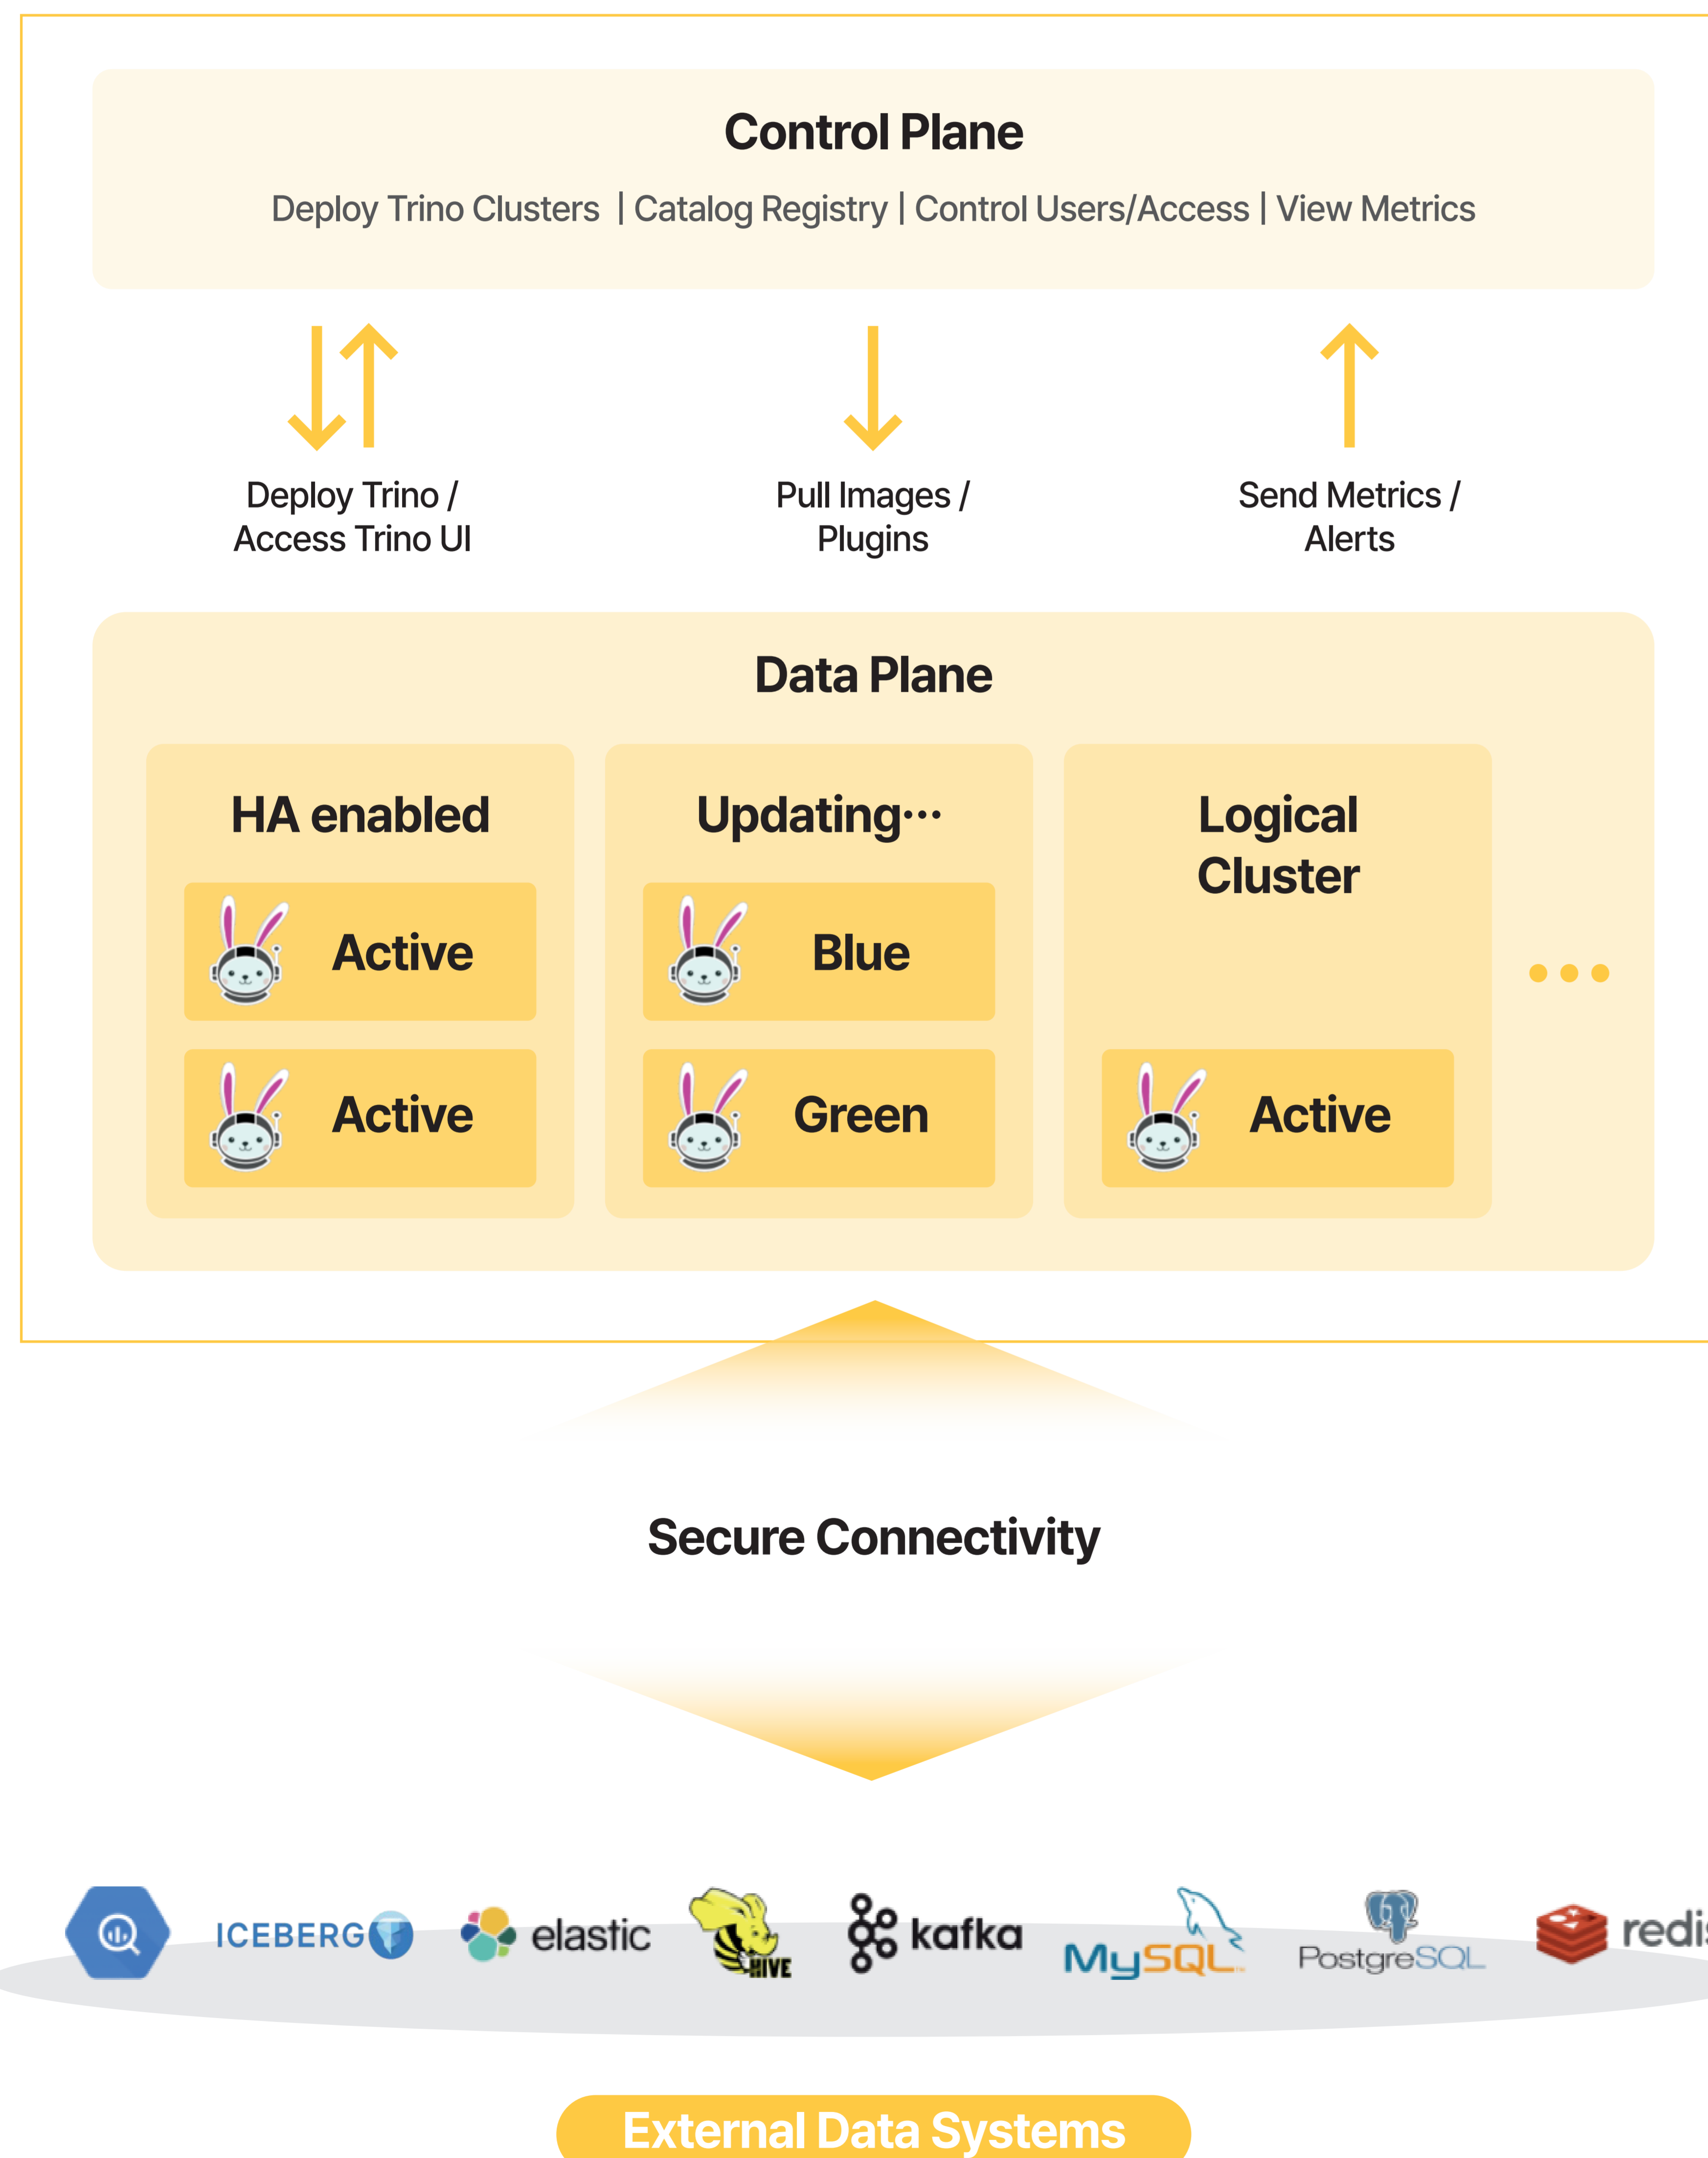 Control Plane
Deploy Trino Clusters | Catalog Registry | Control Users/Access | View Metrics
Deploy Trino /
Access Trino UI
Pull Images /
Plugins
Send Metrics /
Alerts
Data Plane
HA enabled
Active
Active
Updating···
Blue
Green
Logical
Cluster
Active
Secure Connectivity
ICEBERG
elastic
HIVE
kafka
MySQL™
PostgreSQL
redis
External Data Systems